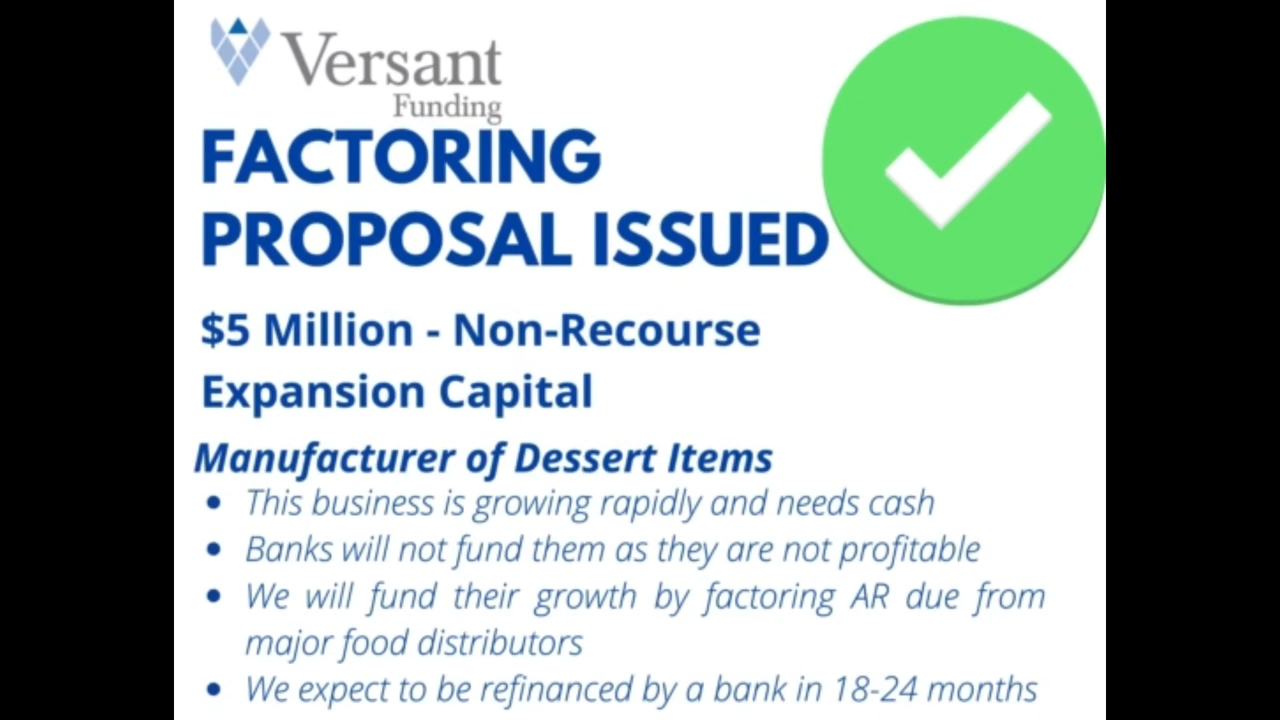 Versant
Funding
FACTORING
PROPOSAL ISSUED
$5 Million - Non-Recourse
Expansion Capital
Manufacturer of Dessert Items
• This business is growing rapidly and needs cash
• Banks will not fund them as they are not profitable
• We will fund their growth by factoring AR due from
major food distributors
• We expect to be refinanced by a bank in 18-24 months